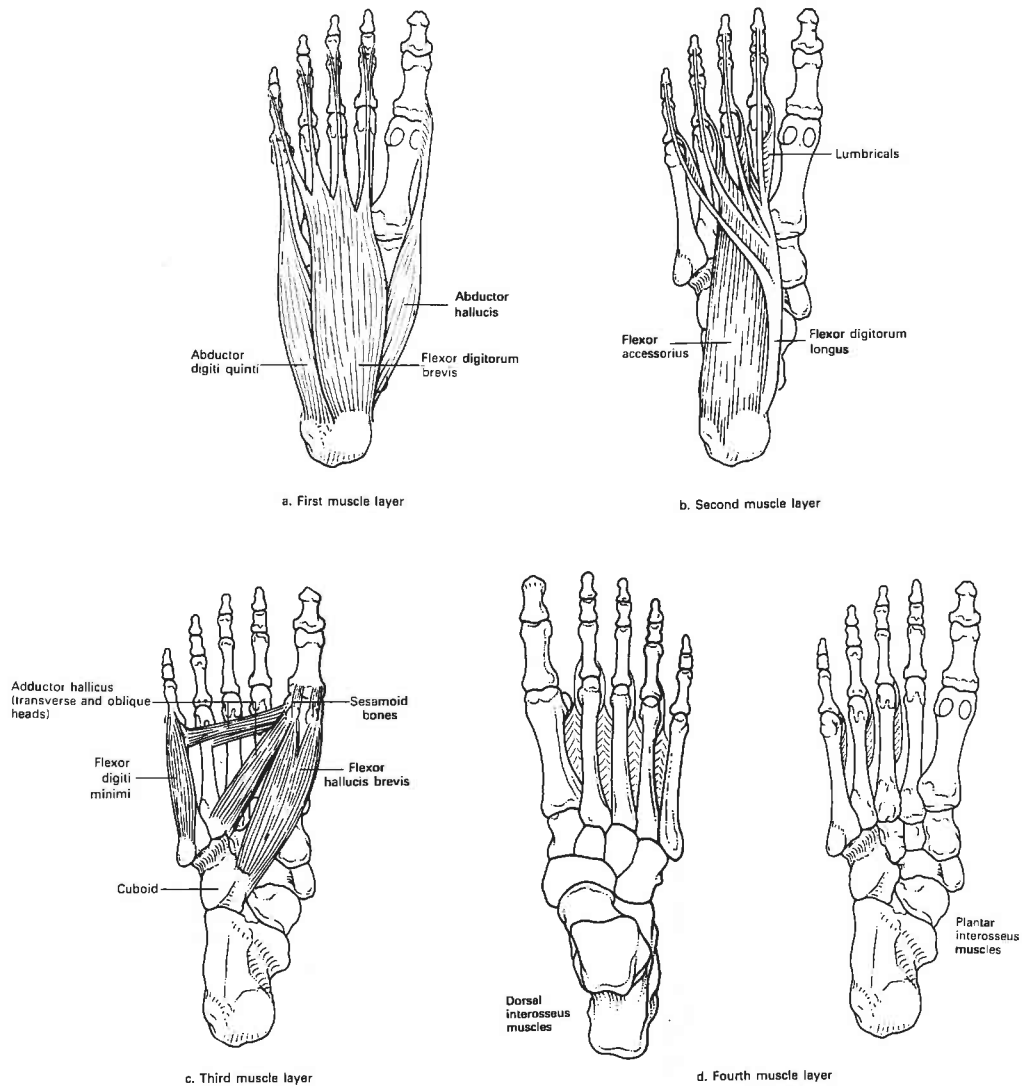 Abductor
hallucis
Abductor
digiti quinti
Flexor digitorum
brevis
a. First muscle layer
Lumbricals
Flexor
accessorius
Flexor digitorum
longus
b. Second muscle layer
Adductor hallicus
(transverse and oblique
heads)
Sesamoid
bones
Flexor
digiti
minimi
Flexor
hallucis brevis
Cuboid
c. Third muscle layer
Dorsal
interosseus
muscles
Plantar
interosseus
muscles
d. Fourth muscle layer